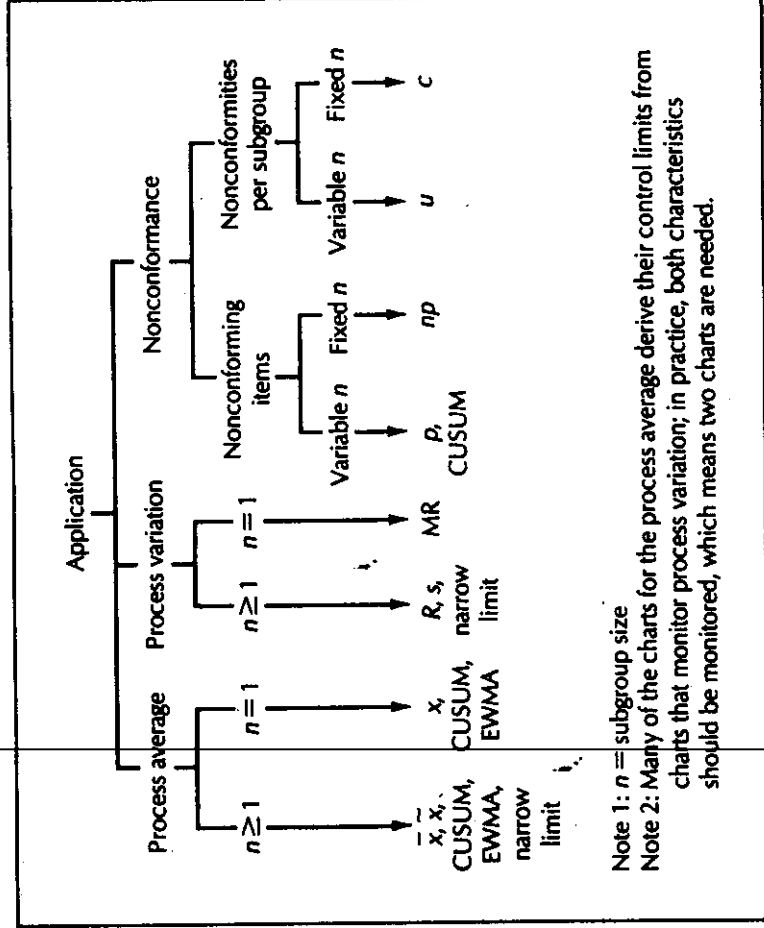 Application
Process average
Process variation
Nonconformance
Nonconforming
items
Nonconformities
per subgroup
n ≥ 1
n = 1
n ≥ 1
n = 1
Variable n
Fixed n
Variable n
Fixed n
x̄, x̃,
CUSUM,
EWMA,
narrow
limit
x,
CUSUM,
EWMA
R, s,
narrow
limit
MR
p,
CUSUM
np
u
c
Note 1: n = subgroup size
Note 2: Many of the charts for the process average derive their control limits from
charts that monitor process variation; in practice, both characteristics
should be monitored, which means two charts are needed.